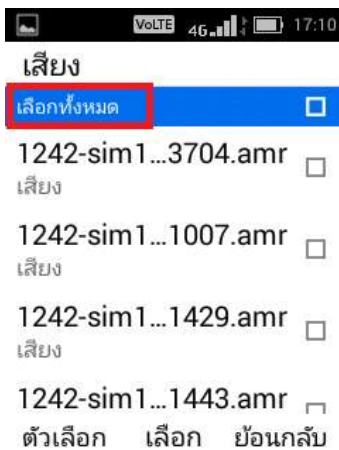 VoLTE 4G 17:10
เสียง
เลือกทั้งหมด
1242-sim1...3704.amr
เสียง
1242-sim1...1007.amr
เสียง
1242-sim1...1429.amr
เสียง
1242-sim1...1443.amr
ตัวเลือก เลือก ย้อนกลับ